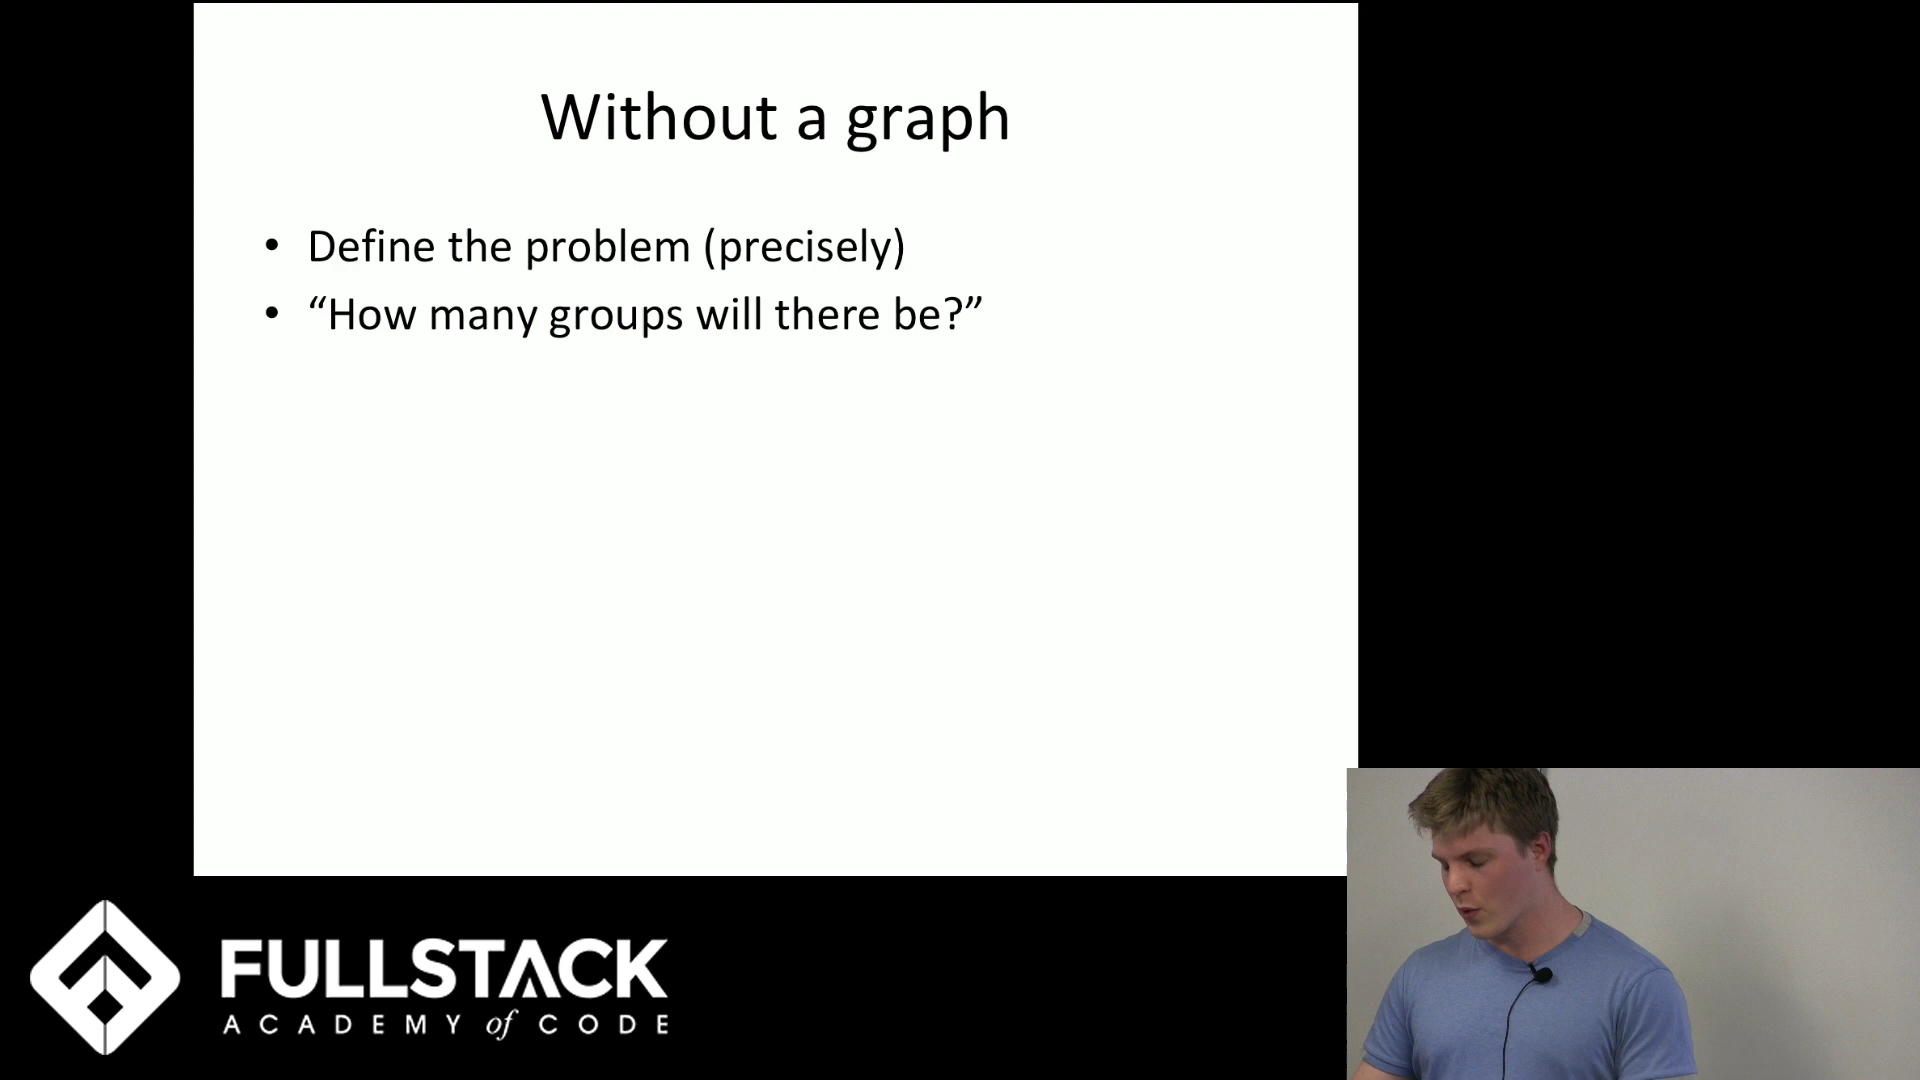 Without a graph
• Define the problem (precisely)
• “How many groups will there be?”
FULLSTACK
ACADEMY of CODE